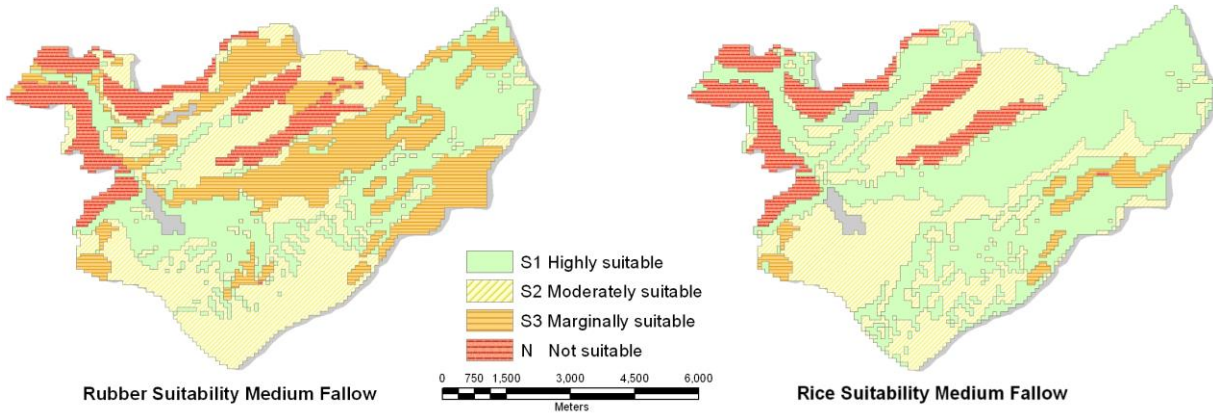 S1 Highly suitable
S2 Moderately suitable
S3 Marginally suitable
N Not suitable
Rubber Suitability Medium Fallow
0 750 1,500 3,000 4,500 6,000
Meters
Rice Suitability Medium Fallow